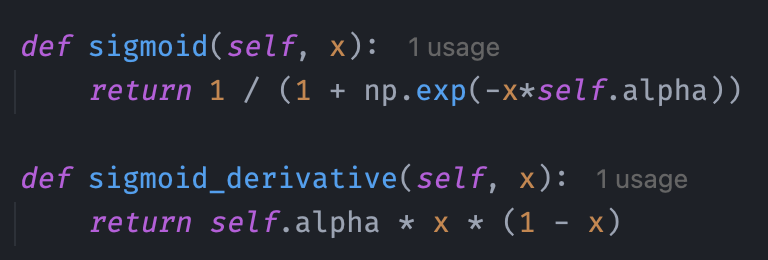 def sigmoid(self, x): 1 usage
    return 1 / (1 + np.exp(-x*self.alpha))
def sigmoid_derivative(self, x): 1 usage
    return self.alpha * x * (1 - x)